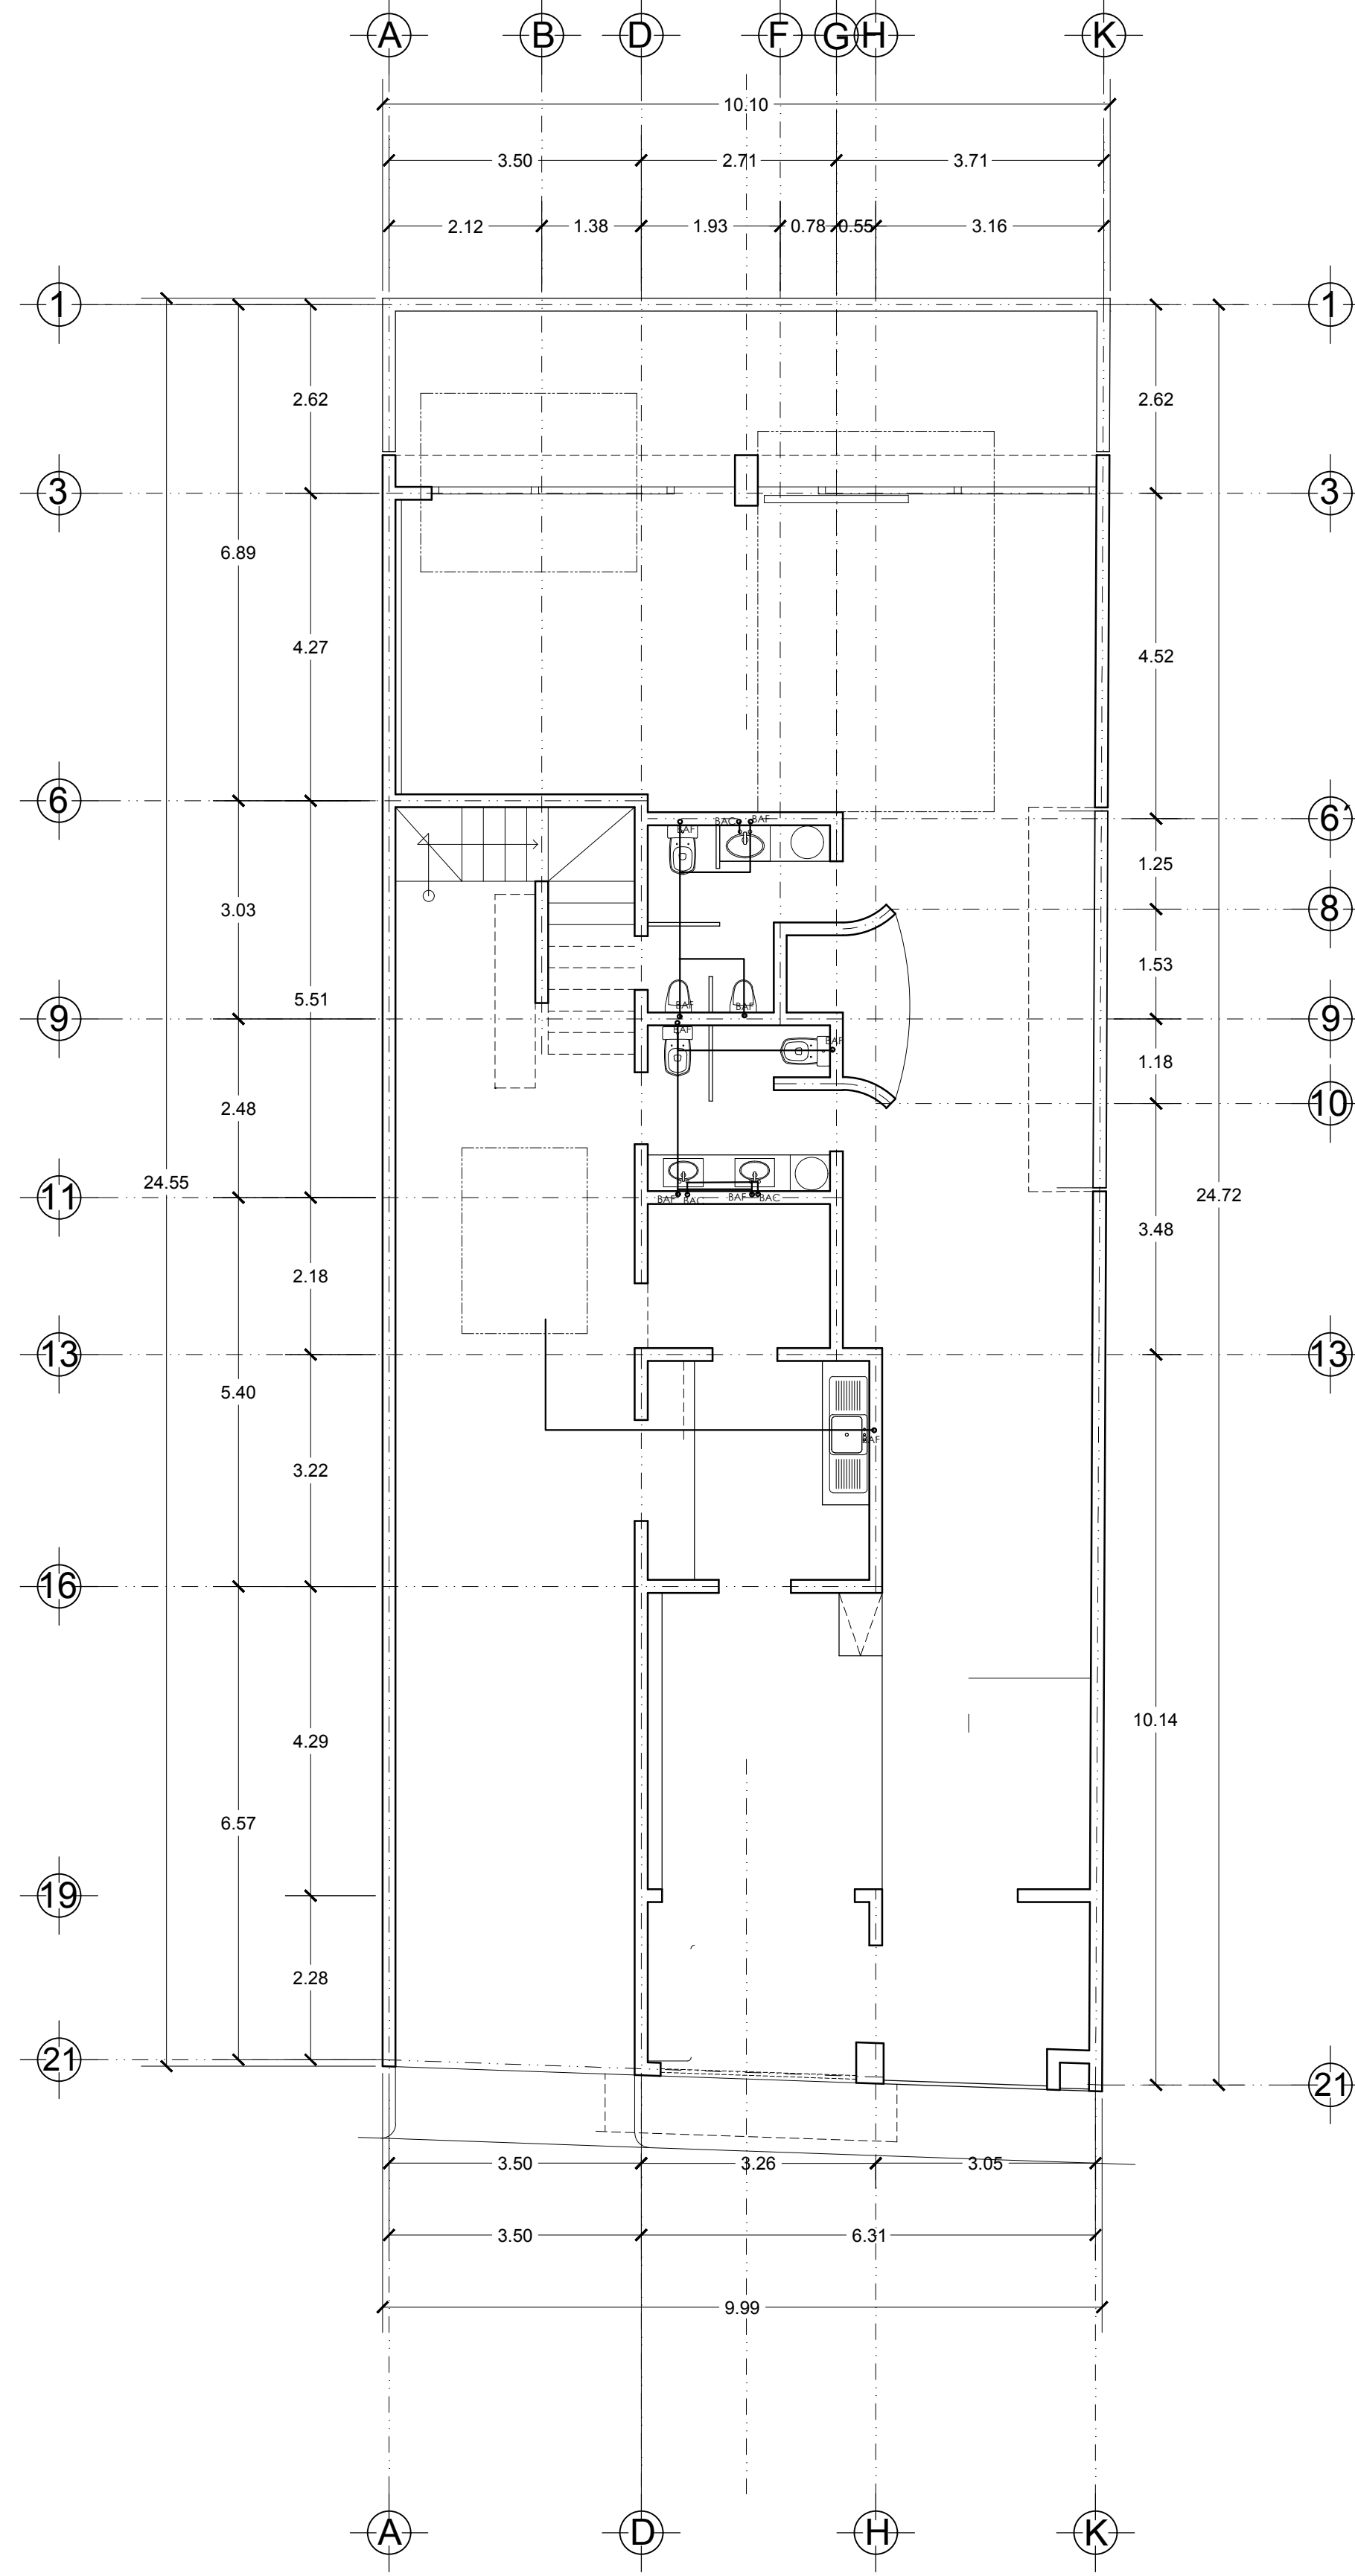 A B D F G H K
10.10
3.50 2.71 3.71
2.12 1.38 1.93 0.78 0.55 3.16
1 1
2.62 2.62
3 3
6.89
4.27 4.52
6 6'
BAF BAC BAF
1.25
3.03 8
1.53
5.51
BAF BAF
9 9
BAF BAF
1.18
2.48 10
24.55 24.72
11
BAF BAC BAF BAC
3.48
2.18
13 13
5.40
BAF
3.22
16
4.29 10.14
6.57
19
2.28
21 21
3.50 3.26 3.05
3.50 6.31
9.99
A D H K